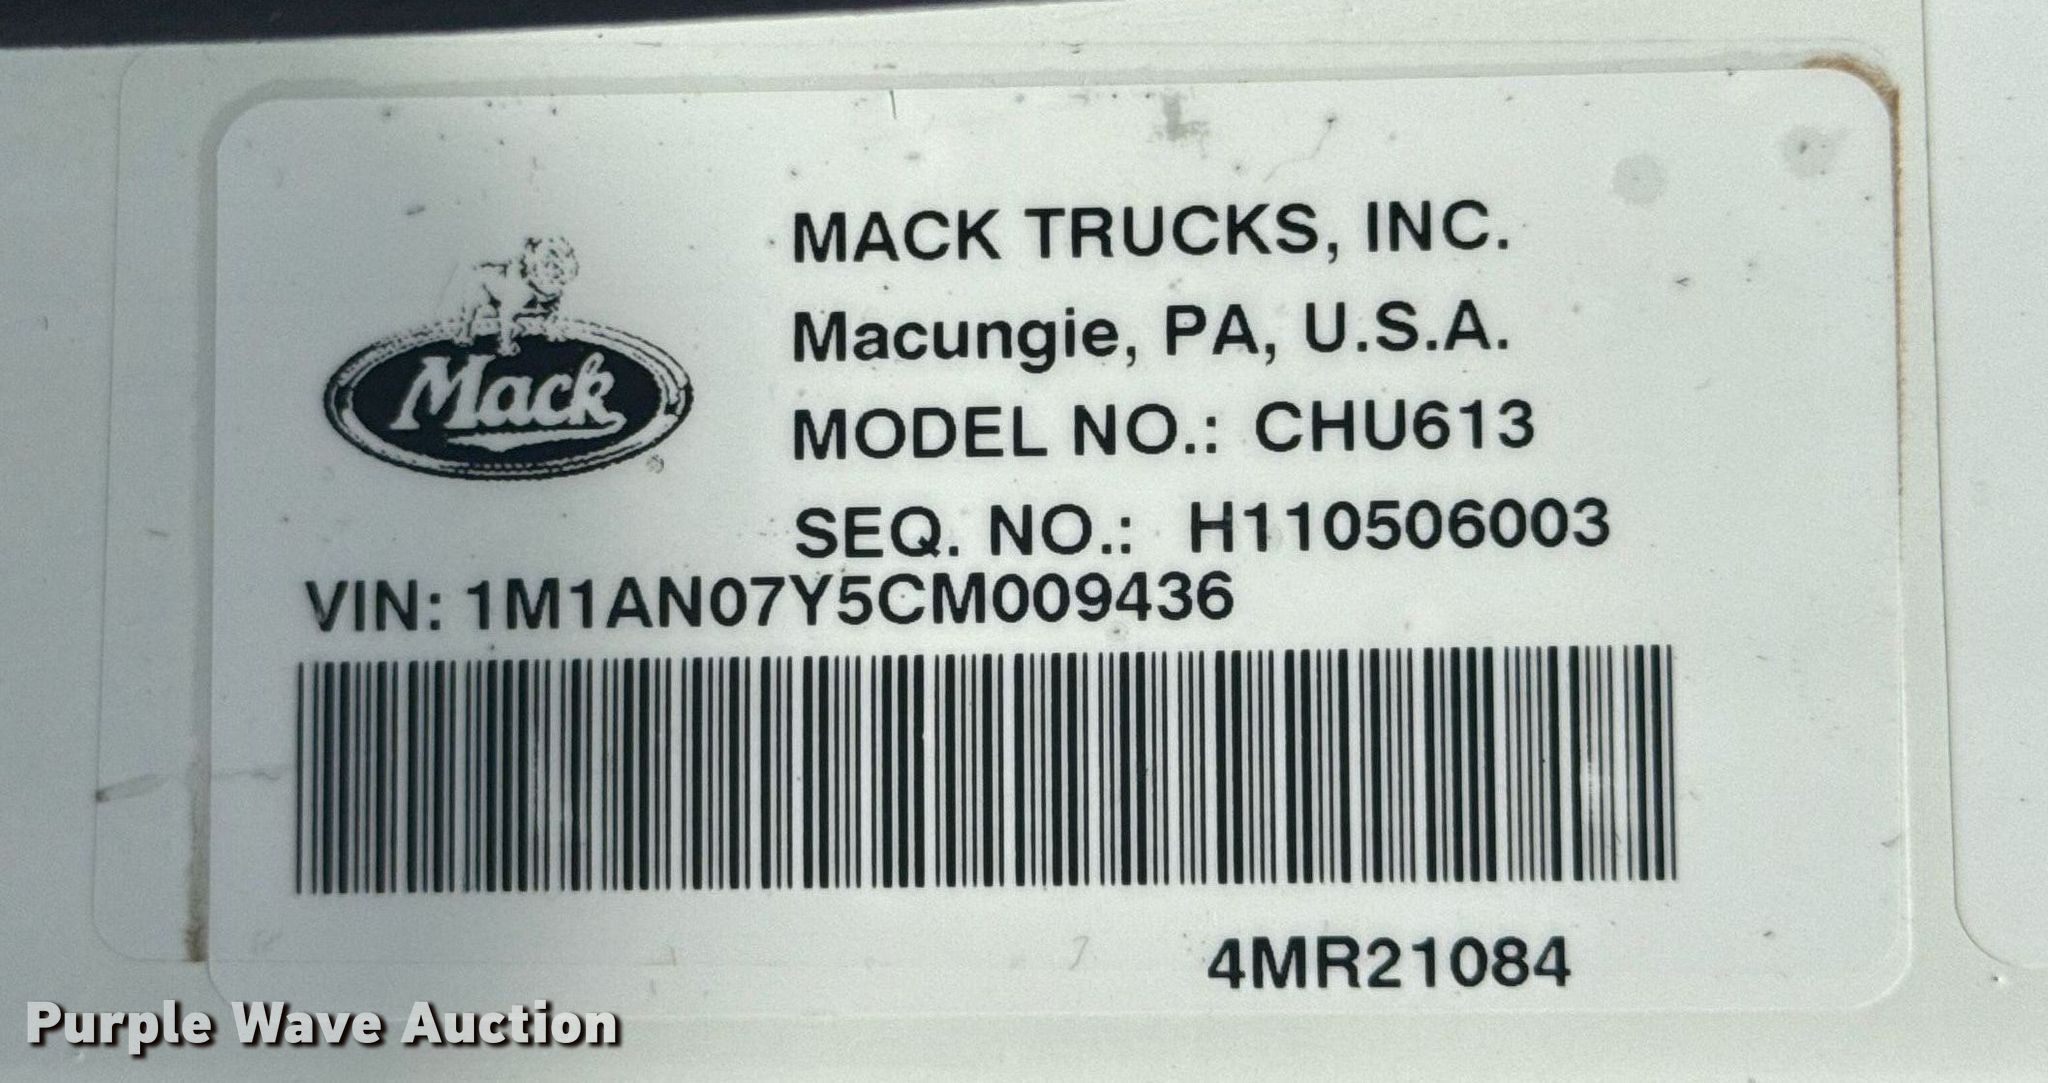 MACK TRUCKS, INC.
Macungie, PA, U.S.A.
Mack
®
MODEL NO.: CHU613
SEQ. NO.: H110506003
VIN: 1M1AN07Y5CM009436
4MR21084
Purple Wave Auction